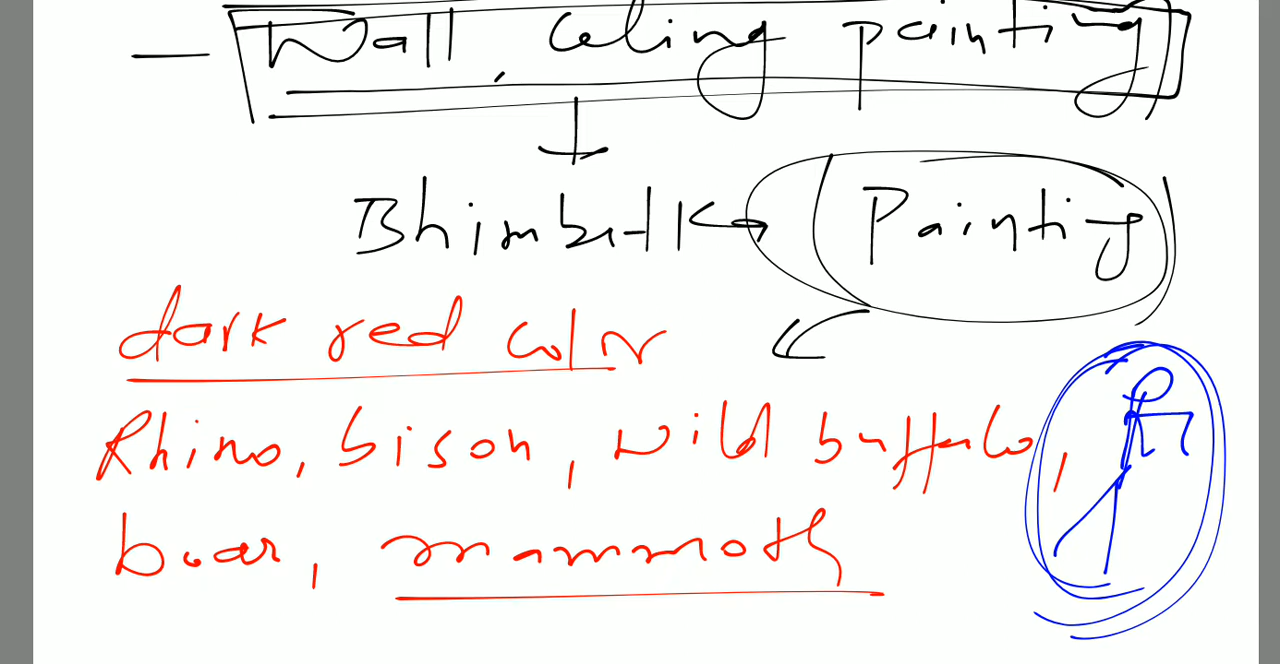 — Wall, Celing painting
Bhimbetka (Painting)
dark red color
Rhino, bison, wild buffalo,
boar, mammoth